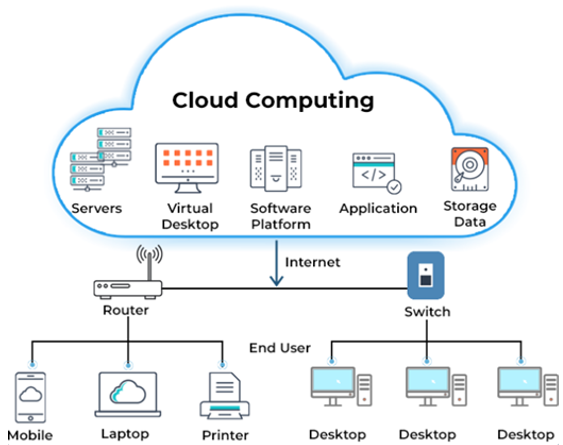 Cloud Computing
Servers
Virtual
Desktop
Software
Platform
Application
Storage
Data
</>
Internet
Router
Switch
End User
Mobile
Laptop
Printer
Desktop
Desktop
Desktop